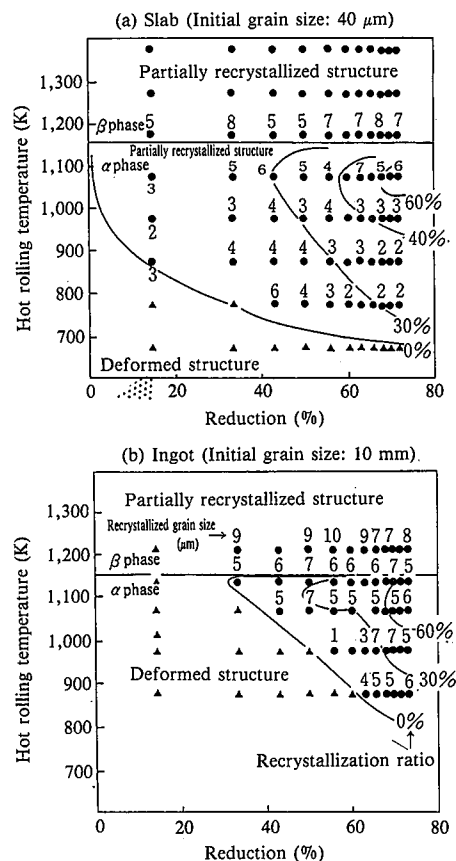 (a) Slab (Initial grain size: 40 μm)
Hot rolling temperature (K)
1,300
Partially recrystallized structure
1,200
β phase 5 8 5 5 7 7 8 7
Partially recrystallized structure
α phase
1,100
3 5 6 5 4 7 5 6
60%
1,000
2 3 4 3 4 3 3 3 3
40%
900
3 4 4 4 3 3 2 2
800
6 4 3 2 2 2
30%
700
0%
Deformed structure
0 20 40 60 80
Reduction (%)
(b) Ingot (Initial grain size: 10 mm)
Hot rolling temperature (K)
Partially recrystallized structure
1,300
Recrystallized grain size
(μm)
9 9 10 9 7 7 8
1,200
β phase
5 6 7 6 6 6 7 5
α phase
1,100
5 7 5 5 5 5 6
60%
1,000
1 3 7 7 5
Deformed structure
30%
900
4 5 5 6
800
0%
Recrystallization ratio
700
0 20 40 60 80
Reduction (%)